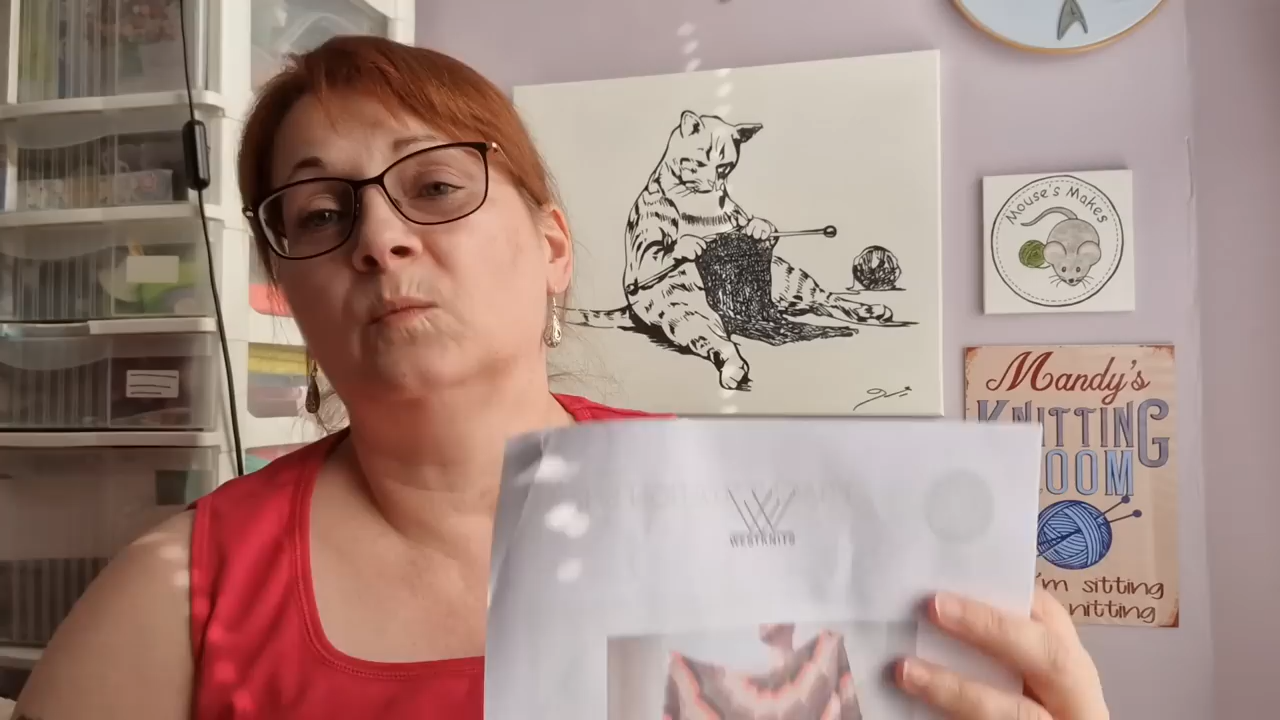 MOUSE'S MAKES
Mandy's
KNITTING
ROOM
I'm sitting
knitting
WESTKNITS